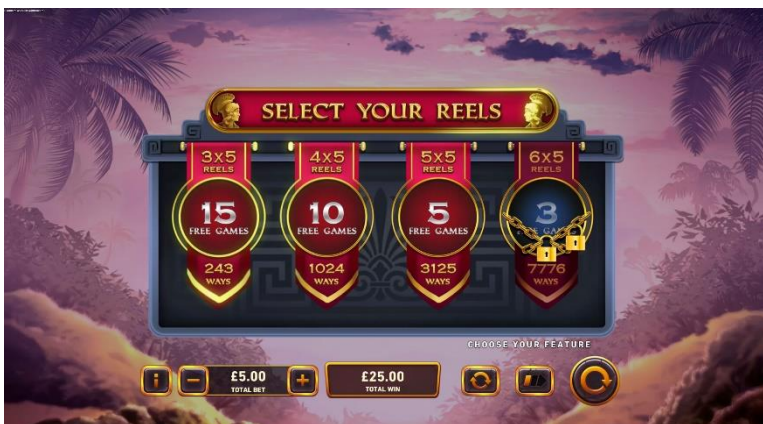 SELECT YOUR REELS
3x5
REELS
15
FREE GAMES
243
WAYS
4x5
REELS
10
FREE GAMES
1024
WAYS
5x5
REELS
5
FREE GAMES
3125
WAYS
6x5
REELS
3
FREE GAMES
7776
WAYS
CHOOSE YOUR FEATURE
i
£5.00
TOTAL BET
£25.00
TOTAL WIN